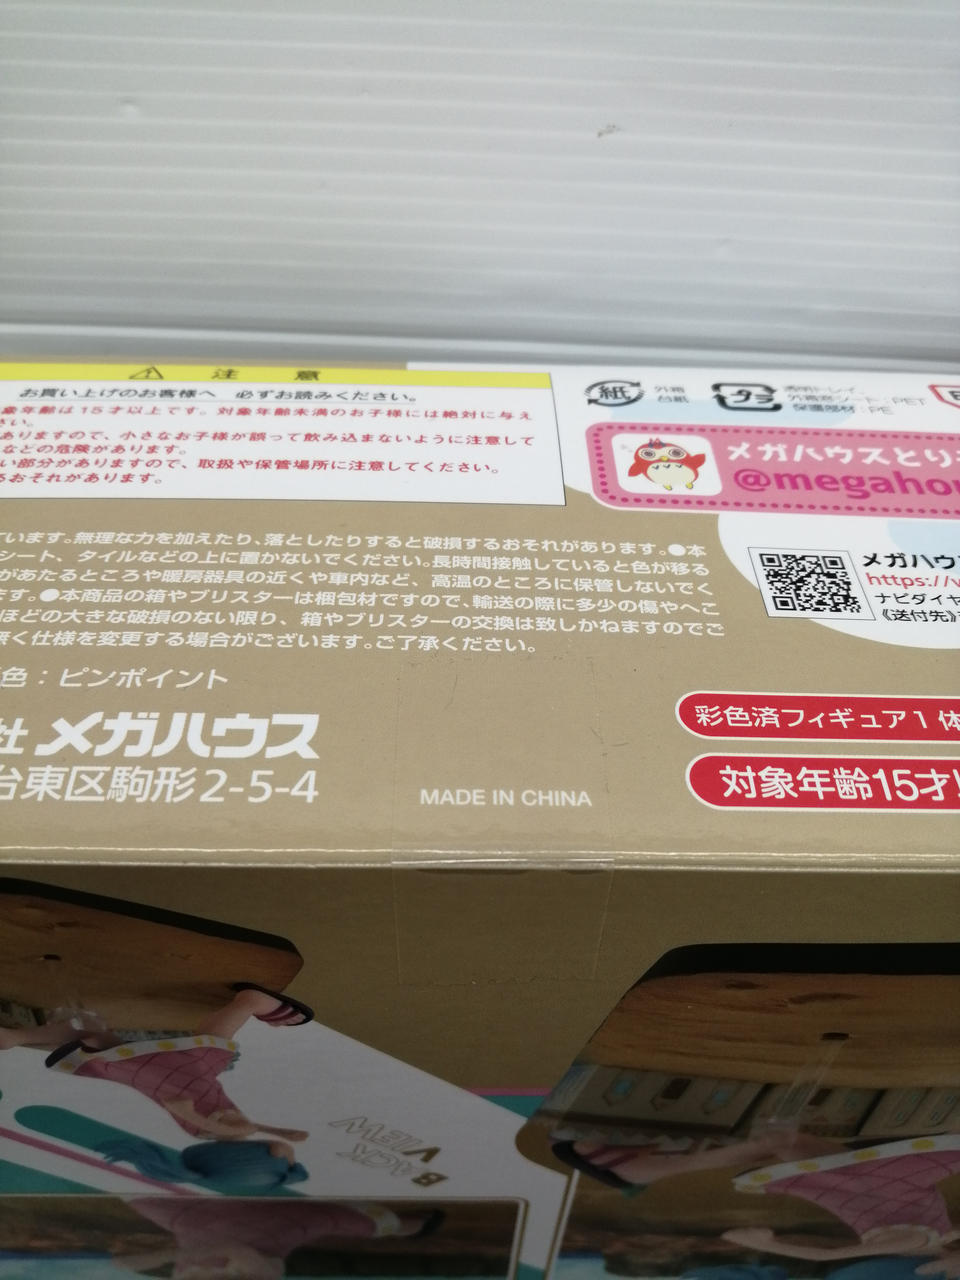 注 意
お買い上げのお客様へ 必ずお読みください。
象年齢は15才以上です。対象年齢未満のお子様には絶対に与え
さい。
ありますので、小さなお子様が誤って飲み込まないように注意して
などの危険があります。
い部分がありますので、取扱や保管場所に注意してください。
るおそれがあります。
ています。無理な力を加えたり、落としたりすると破損するおそれがあります。●本
シート、タイルなどの上に置かないでください。長時間接触していると色が移る
があたるところや暖房器具の近くや車内など、高温のところに保管しないでく
ます。●本商品の箱やブリスターは梱包材ですので、輸送の際に多少の傷やへこ
ほどの大きな破損のない限り、箱やブリスターの交換は致しかねますのでご
無く仕様を変更する場合がございます。ご了承ください。
色：ピンポイント
社 メガハウス
台東区駒形2-5-4
MADE IN CHINA
紙
外箱
台紙
プラ
透明トレイ、
外箱窓シート：PET
保護部材：PE
メガハウスとり
@megaho
メガハウ
https://
ナビダイヤ
《送付先》
彩色済フィギュア1体
対象年齢15才
BACK
VIEW